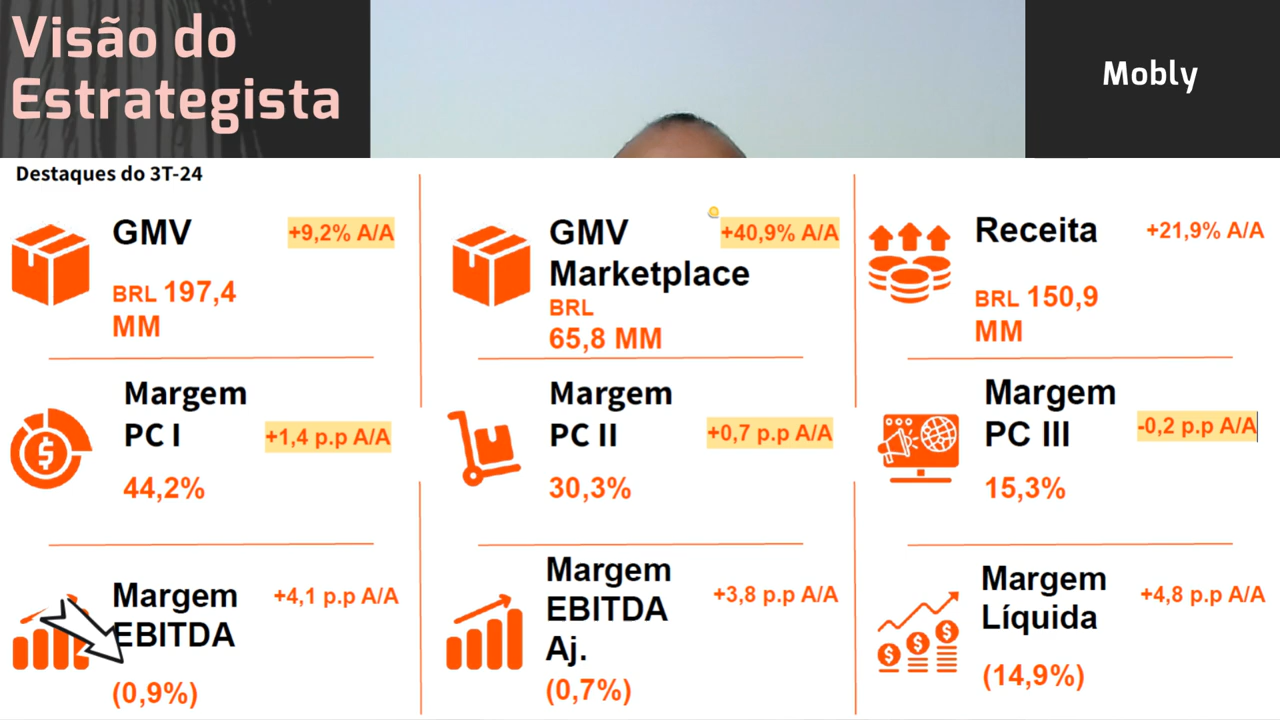 Visão do
Estrategista
Mobly
Destaques do 3T-24
GMV
+9,2% A/A
BRL 197,4
MM
GMV
Marketplace
+40,9% A/A
BRL
65,8 MM
Receita
+21,9% A/A
BRL 150,9
MM
Margem
PC I
+1,4 p.p A/A
44,2%
Margem
PC II
+0,7 p.p A/A
30,3%
Margem
PC III
-0,2 p.p A/A
15,3%
Margem
EBITDA
+4,1 p.p A/A
(0,9%)
Margem
EBITDA
Aj.
+3,8 p.p A/A
(0,7%)
Margem
Líquida
+4,8 p.p A/A
(14,9%)